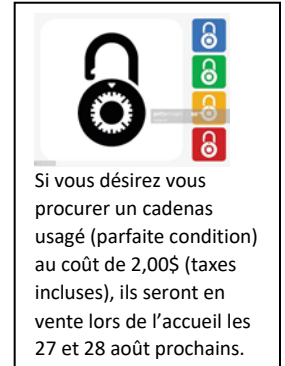 Si vous désirez vous
procurer un cadenas
usagé (parfaite condition)
au coût de 2,00$ (taxes
incluses), ils seront en
vente lors de l'accueil les
27 et 28 août prochains.